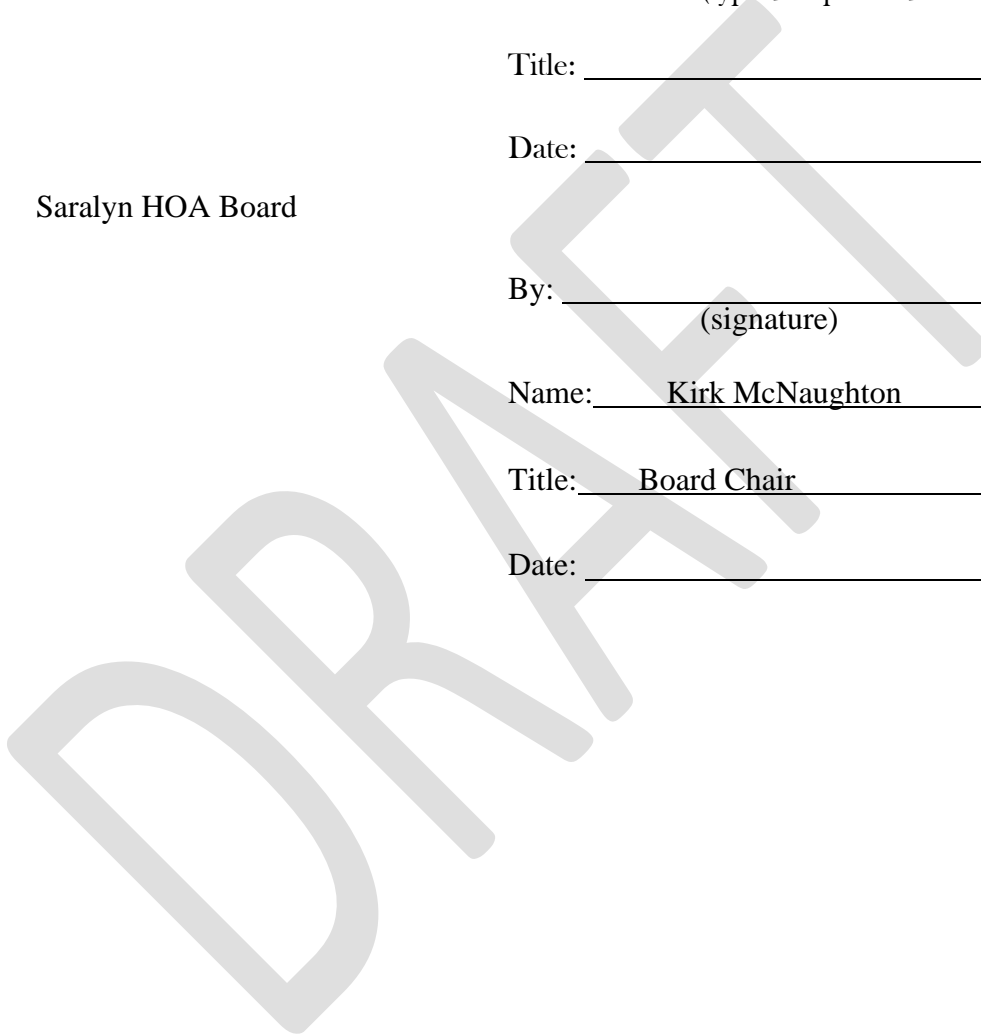 Title:
Date:
Saralyn HOA Board
By:
(signature)
Name: Kirk McNaughton
Title: Board Chair
Date:
DRAFT